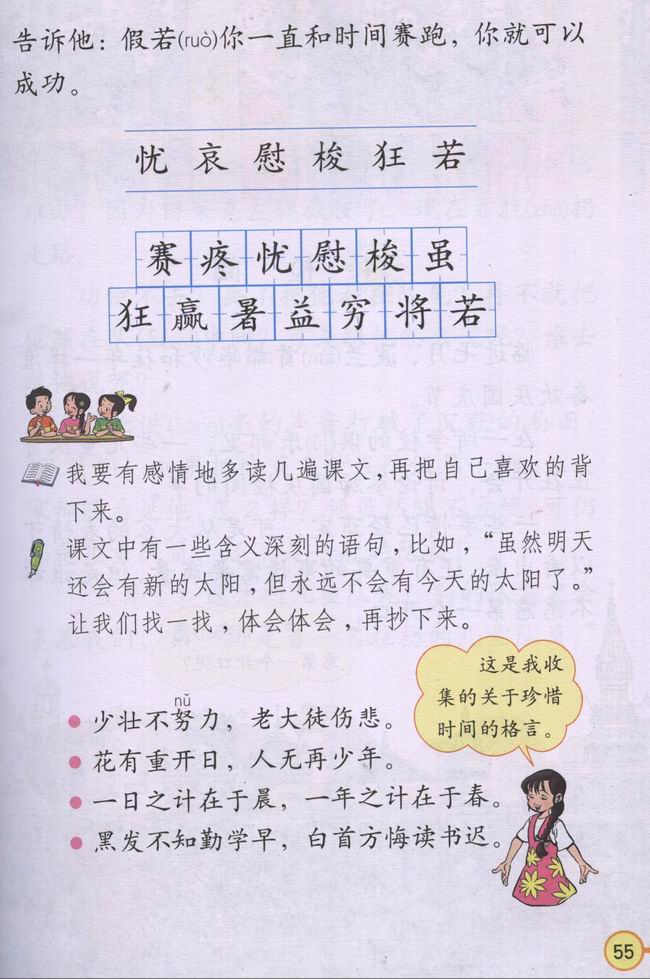 告诉他：假若(ruò)你一直和时间赛跑，你就可以
成功。
忧 哀 慰 梭 狂 若
赛疼忧慰梭虽
狂赢暑益穷将若
我要有感情地多读几遍课文，再把自己喜欢的背
下来。
课文中有一些含义深刻的语句，比如，“虽然明天
还会有新的太阳，但永远不会有今天的太阳了。”
让我们找一找，体会体会，再抄下来。
这是我收
集的关于珍惜
时间的格言。
nǔ
少壮不努力，老大徒伤悲。
花有重开日，人无再少年。
一日之计在于晨，一年之计在于春。
黑发不知勤学早，白首方悔读书迟。
55